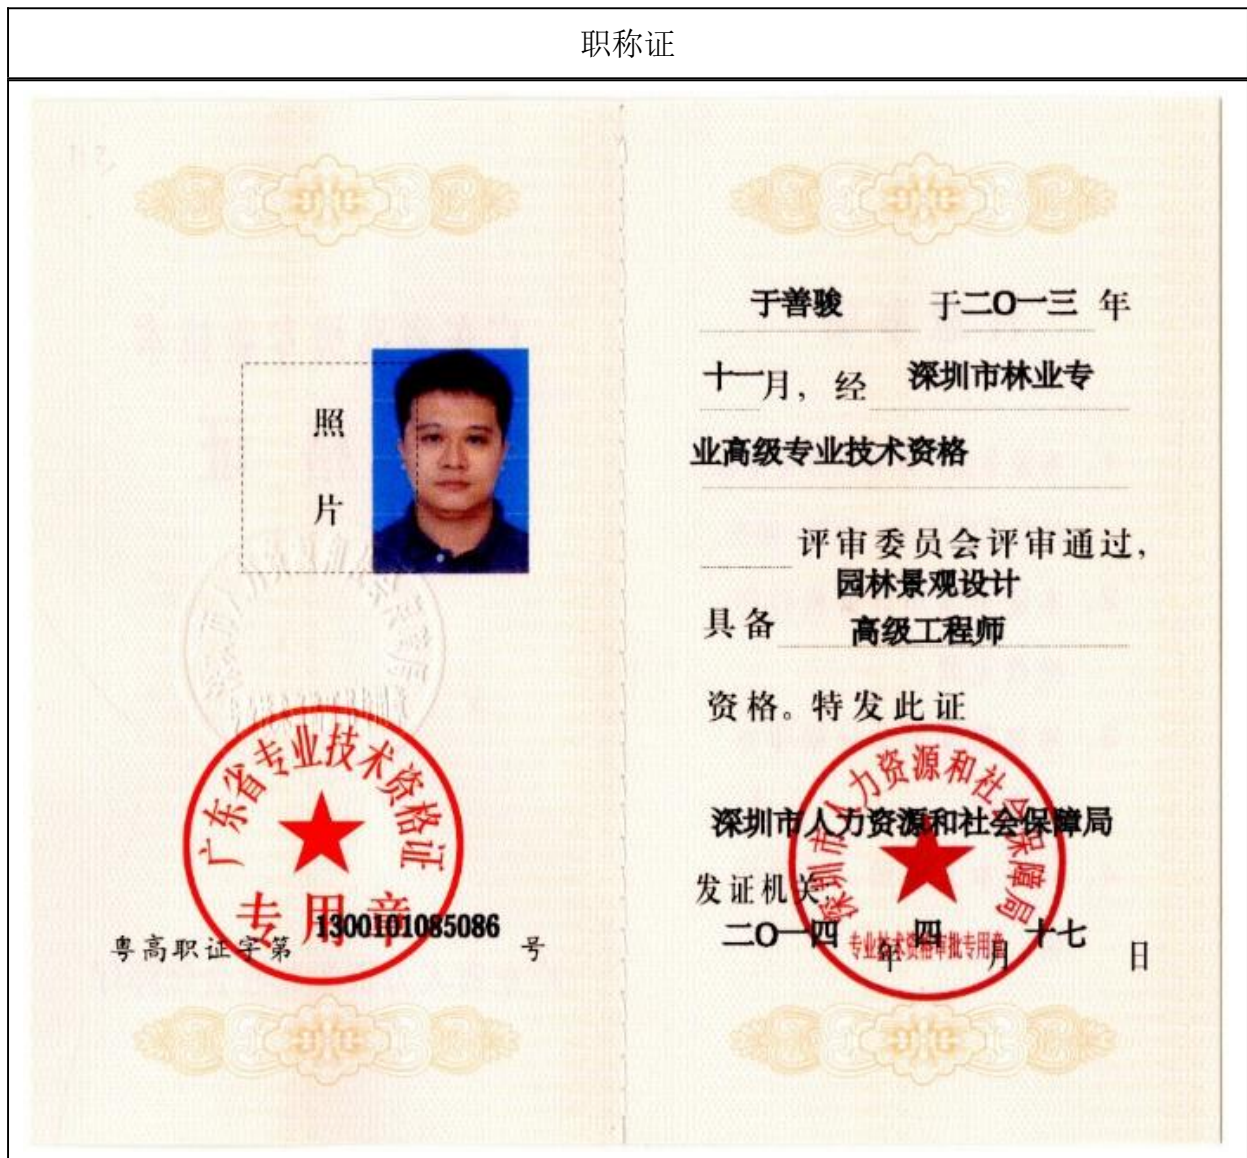 职称证
照
片
广东省专业技术资格证
专用章
粤高职证字第 1300101085086 号
于善骏 于二O一三 年
十一月，经 深圳市林业专
业高级专业技术资格
评审委员会评审通过，
园林景观设计
具备 高级工程师
资格。特发此证
深圳市人力资源和社会保障局
发证机关：
二O一四 年 四 月 十七 日
深圳市人力资源和社会保障局
专业技术资格审批专用章